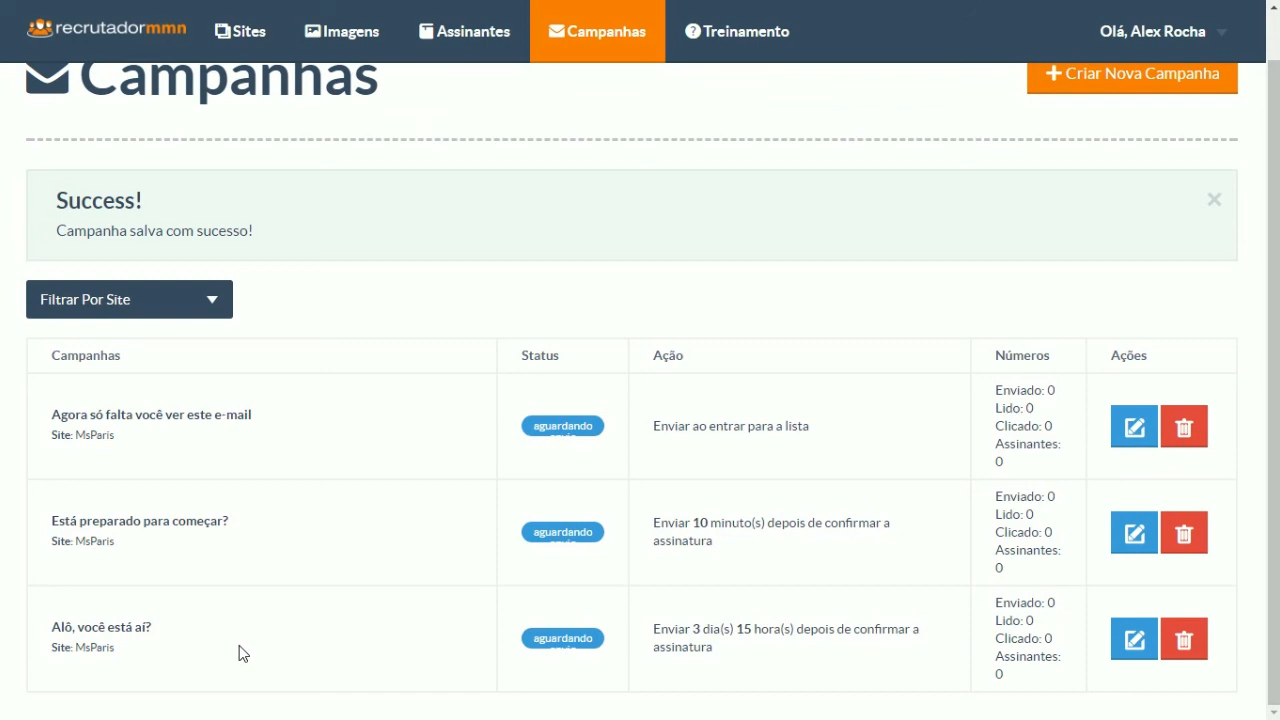 recrutadormmn Sites Imagens Assinantes Campanhas Treinamento Olá, Alex Rocha
Campanhas
Criar Nova Campanha
Success!
Campanha salva com sucesso!
Filtrar Por Site
Campanhas Status Ação Números Ações
Agora só falta você ver este e-mail
Site: MsParis
aguardando
envio
Enviar ao entrar para a lista
Enviado: 0
Lido: 0
Clicado: 0
Assinantes:
0
Está preparado para começar?
Site: MsParis
aguardando
envio
Enviar 10 minuto(s) depois de confirmar a
assinatura
Enviado: 0
Lido: 0
Clicado: 0
Assinantes:
0
Alô, você está aí?
Site: MsParis
aguardando
envio
Enviar 3 dia(s) 15 hora(s) depois de confirmar a
assinatura
Enviado: 0
Lido: 0
Clicado: 0
Assinantes:
0